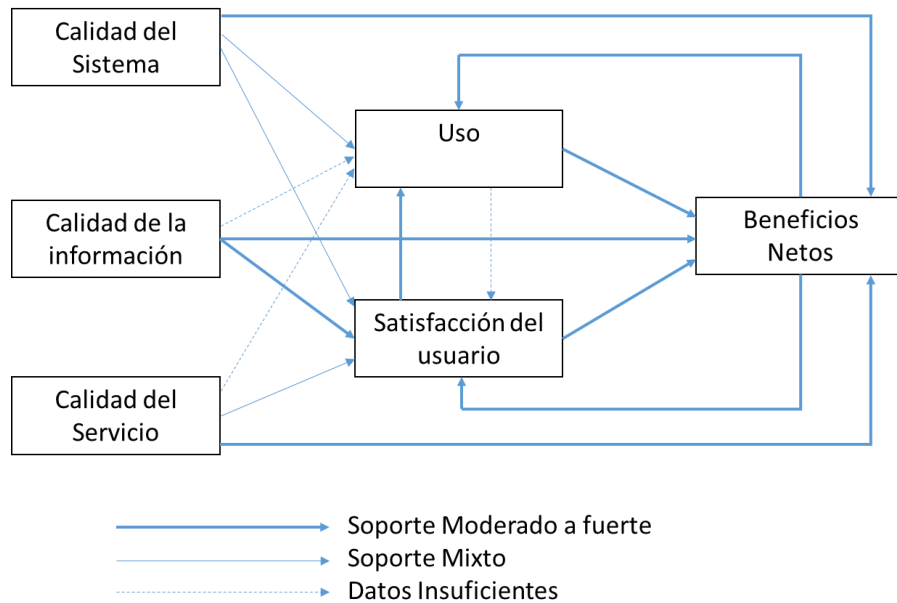 Calidad del
Sistema
Uso
Calidad de la
información
Beneficios
Netos
Satisfacción del
usuario
Calidad del
Servicio
Soporte Moderado a fuerte
Soporte Mixto
Datos Insuficientes